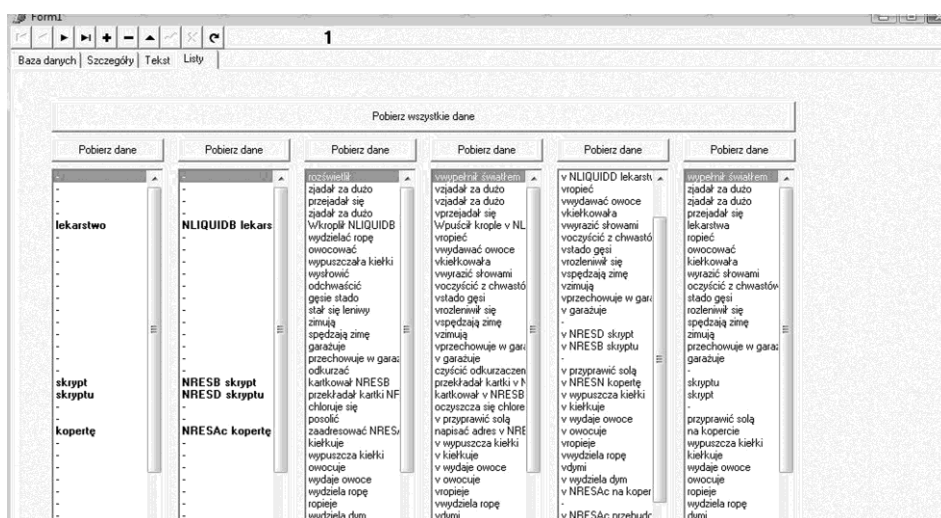 Form1
1
Baza danych
Szczegóły
Tekst
Listy
Pobierz wszystkie dane
Pobierz dane
Pobierz dane
Pobierz dane
Pobierz dane
Pobierz dane
Pobierz dane
-
-
-
-
lekarstwo
-
-
-
-
-
-
-
-
-
-
-
-
skrypt
skryptu
-
-
kopertę
-
-
-
-
-
-
-
-
-
-
-
NLIQUIDB lekars
-
-
-
-
-
-
-
-
-
-
-
-
NRESB skrypt
NRESD skryptu
-
-
NRESAc kopertę
-
-
-
-
-
-
-
rozświetlił
zjadał za dużo
przejadał się
zjadał za dużo
Wkroplił NLIQUIDB
wydzielać ropę
owocować
wypuszczała kiełki
wysłowić
odchwaścić
gęsie stado
stał się leniwy
zimują
spędzają zimę
garażuje
przechowuje w garaż
odkurzać
kartkował NRESB
przekładał kartki NF
chloruje się
posolić
zaadresować NRES
kiełkuje
wypuszcza kiełki
owocuje
wydaje owoce
wydziela ropę
ropieje
wydziela dym
vwypełnił światłem
vzjadał za dużo
vzjadał za dużo
vprzejadał się
Wpuścił krople v NL
vropieć
vwydawać owoce
vkiełkowała
vwyrazić słowami
voczyścić z chwastó
vstado gęsi
vrozleniwił się
vspędzają zimę
vzimują
vprzechowuje w gara
v garażuje
czyścić odkurzaczen
przekładał kartki v N
kartkował v NRESB
oczyszcza się chlore
v przyprawić solą
napisać adres v NRE
v wypuszcza kiełki
v kiełkuje
v wydaje owoce
v owocuje
vropieje
vwydziela ropę
vdymi
v NLIQUIDD lekarstw
vropieć
vwydawać owoce
vkiełkowała
vwyrazić słowami
voczyścić z chwastó
vstado gęsi
vrozleniwił się
vspędzają zimę
vzimują
vprzechowuje w gara
v garażuje
-
v NRESD skrypt
v NRESB skryptu
-
v przyprawić solą
v NRESN kopertę
v wypuszcza kiełki
v kiełkuje
v wydaje owoce
v owocuje
vropieje
vwydziela ropę
vdymi
v wydziela dym
v NRESAc na koper
-
v NRESAc przebudo
wypełnił światłem
zjadał za dużo
zjadał za dużo
przejadał się
lekarstwa
ropieć
owocować
kiełkowała
wyrazić słowami
oczyścić z chwastów
stado gęsi
rozleniwił się
spędzają zimę
zimują
przechowuje w garaż
garażuje
-
skryptu
skrypt
-
przyprawić solą
na kopercie
wypuszcza kiełki
kiełkuje
wydaje owoce
owocuje
ropieje
wydziela ropę
dymi